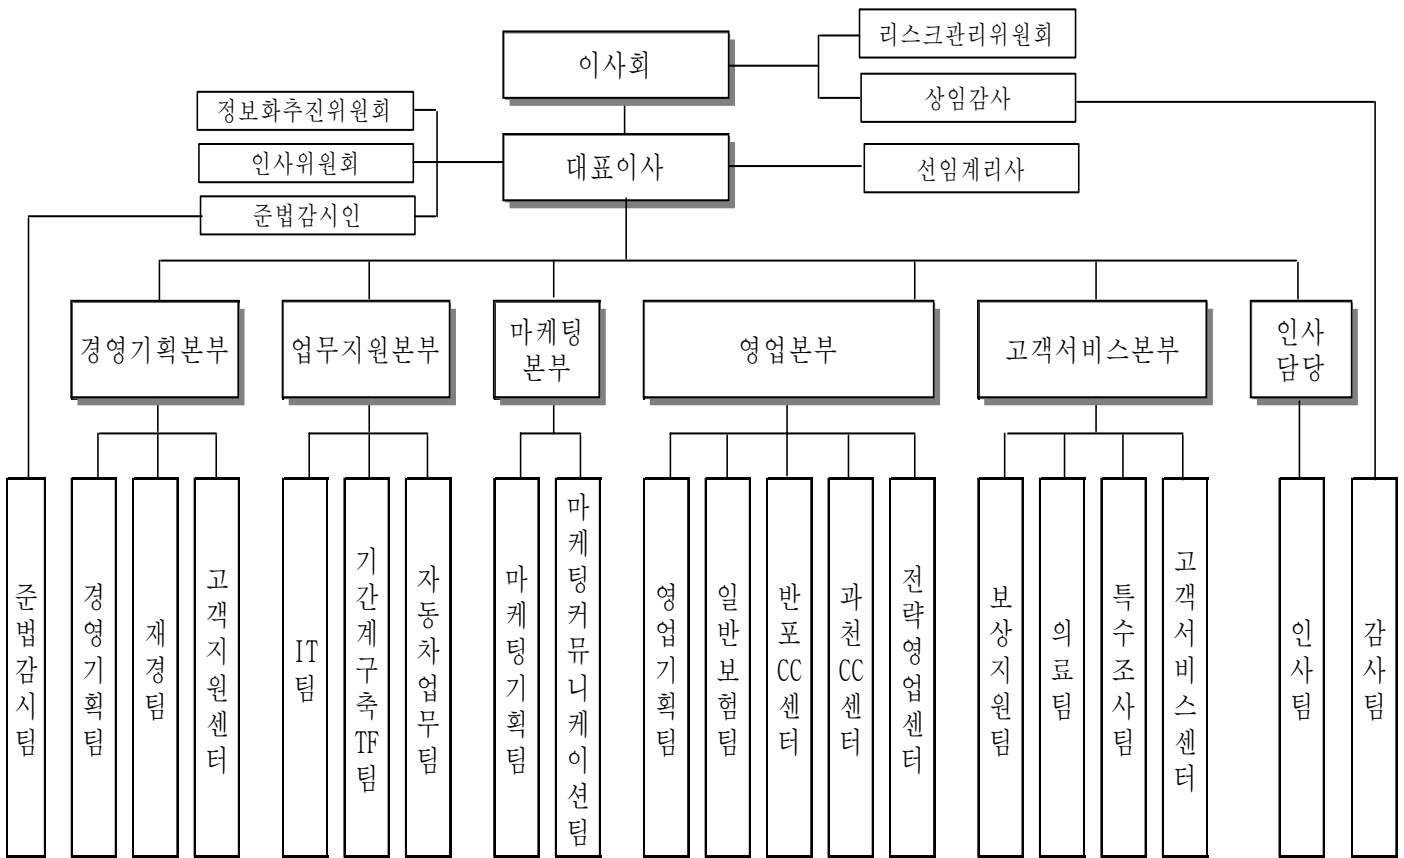 리스크관리위원회
이사회
상임감사
정보화추진위원회
인사위원회
대표이사
선임계리사
준법감시인
경영기획본부
업무지원본부
마케팅
본부
영업본부
고객서비스본부
인사
담당
준법감시팀
경영기획팀
재경팀
고객지원센터
IT팀
기간계구축TF팀
자동차업무팀
마케팅기획팀
마케팅커뮤니케이션팀
영업기획팀
일반보험팀
반포CC센터
과천CC센터
전략영업센터
보상지원팀
의료팀
특수조사팀
고객서비스센터
인사팀
감사팀